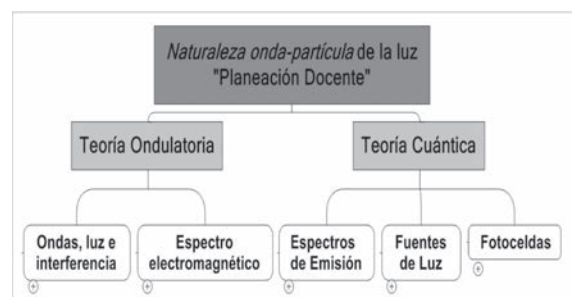 Naturaleza onda-partícula de la luz
"Planeación Docente"
Teoría Ondulatoria
Teoría Cuántica
Ondas, luz e
interferencia
Espectro
electromagnético
Espectros
de Emisión
Fuentes
de Luz
Fotoceldas